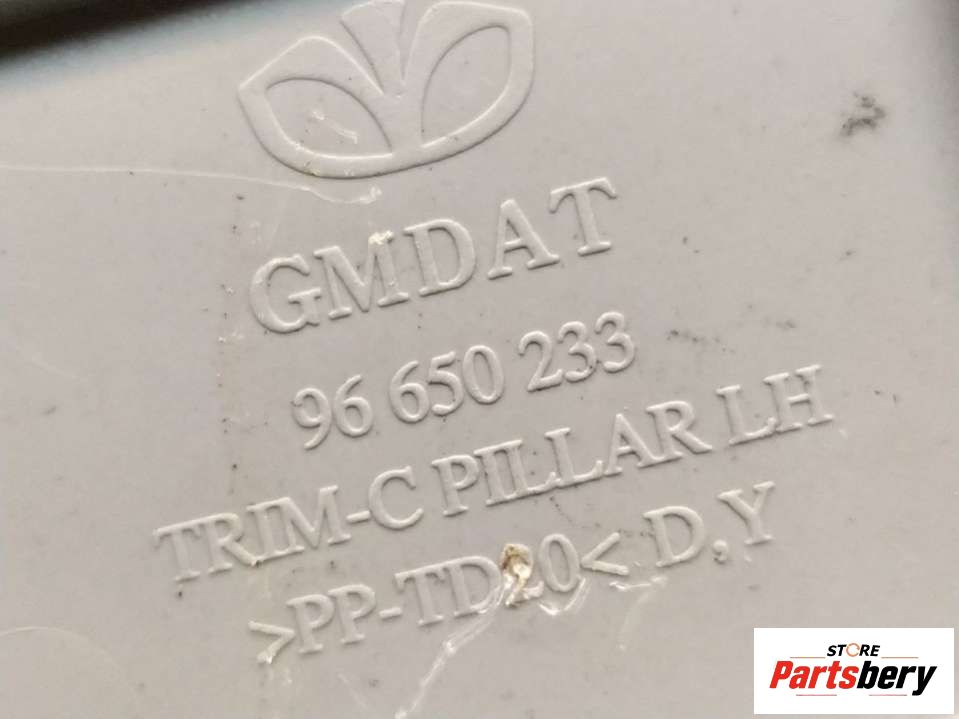 GMDAT
96 650 233
TRIM-C PILLAR LH
>PP-TD20< D,Y
STORE
Partsbery